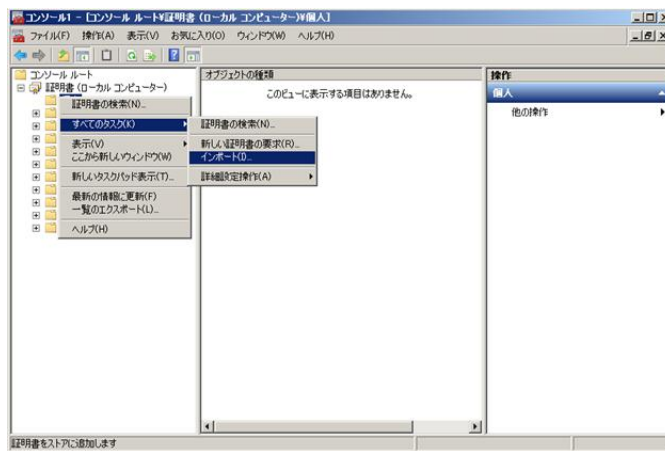 コンソール1 - [コンソール ルート¥証明書 (ローカル コンピューター)¥個人]
ファイル(F) 操作(A) 表示(V) お気に入り(O) ウィンドウ(W) ヘルプ(H)
コンソール ルート
証明書 (ローカル コンピューター)
証明書の検索(N)...
すべてのタスク(K)
表示(V)
ここから新しいウィンドウ(W)
新しいタスクパッド表示(T)...
最新の情報に更新(F)
一覧のエクスポート(L)...
ヘルプ(H)
証明書の検索(N)...
新しい証明書の要求(R)...
インポート(I)...
詳細設定操作(A)
オブジェクトの種類
このビューに表示する項目はありません。
操作
個人
他の操作
証明書をストアに追加します